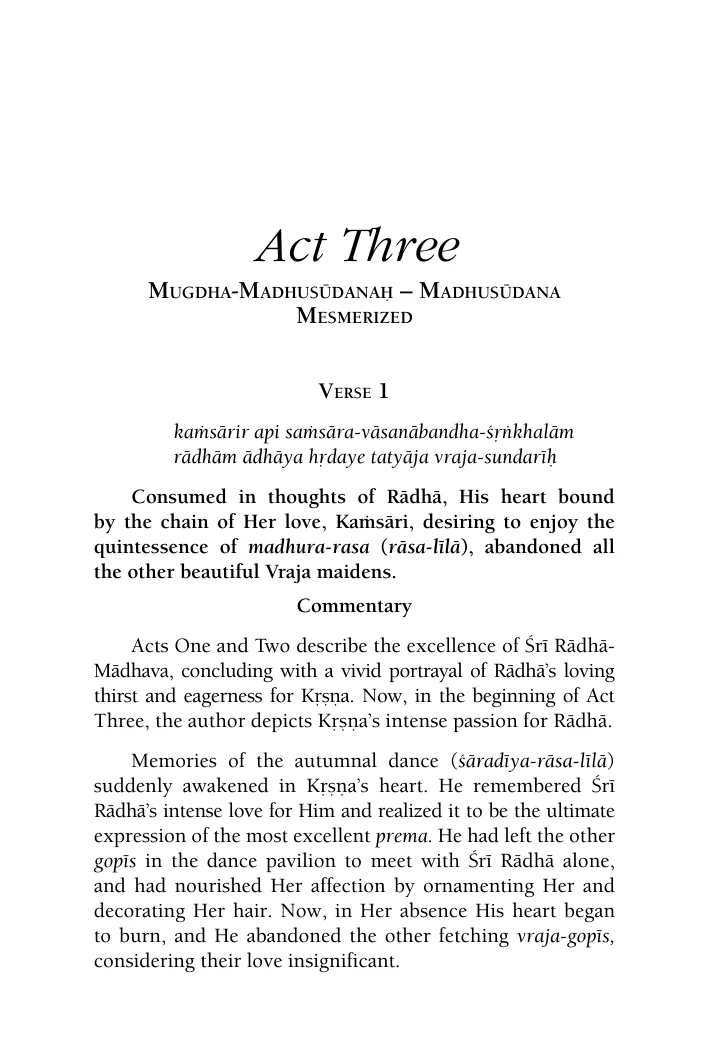 Act Three
Mugdha-Madhusūdanaḥ – Madhusūdana
Mesmerized
Verse 1
kaṁsārir api saṁsāra-vāsanābandha-śṛṅkhalām
rādhām ādhāya hṛdaye tatyāja vraja-sundarīḥ
Consumed in thoughts of Rādhā, His heart bound
by the chain of Her love, Kaṁsāri, desiring to enjoy the
quintessence of madhura-rasa (rāsa-līlā), abandoned all
the other beautiful Vraja maidens.
Commentary
Acts One and Two describe the excellence of Śrī Rādhā-
Mādhava, concluding with a vivid portrayal of Rādhā’s loving
thirst and eagerness for Kṛṣṇa. Now, in the beginning of Act
Three, the author depicts Kṛṣṇa’s intense passion for Rādhā.
Memories of the autumnal dance (śāradīya-rāsa-līlā)
suddenly awakened in Kṛṣṇa’s heart. He remembered Śrī
Rādhā’s intense love for Him and realized it to be the ultimate
expression of the most excellent prema. He had left the other
gopīs in the dance pavilion to meet with Śrī Rādhā alone,
and had nourished Her affection by ornamenting Her and
decorating Her hair. Now, in Her absence His heart began
to burn, and He abandoned the other fetching vraja-gopīs,
considering their love insignificant.